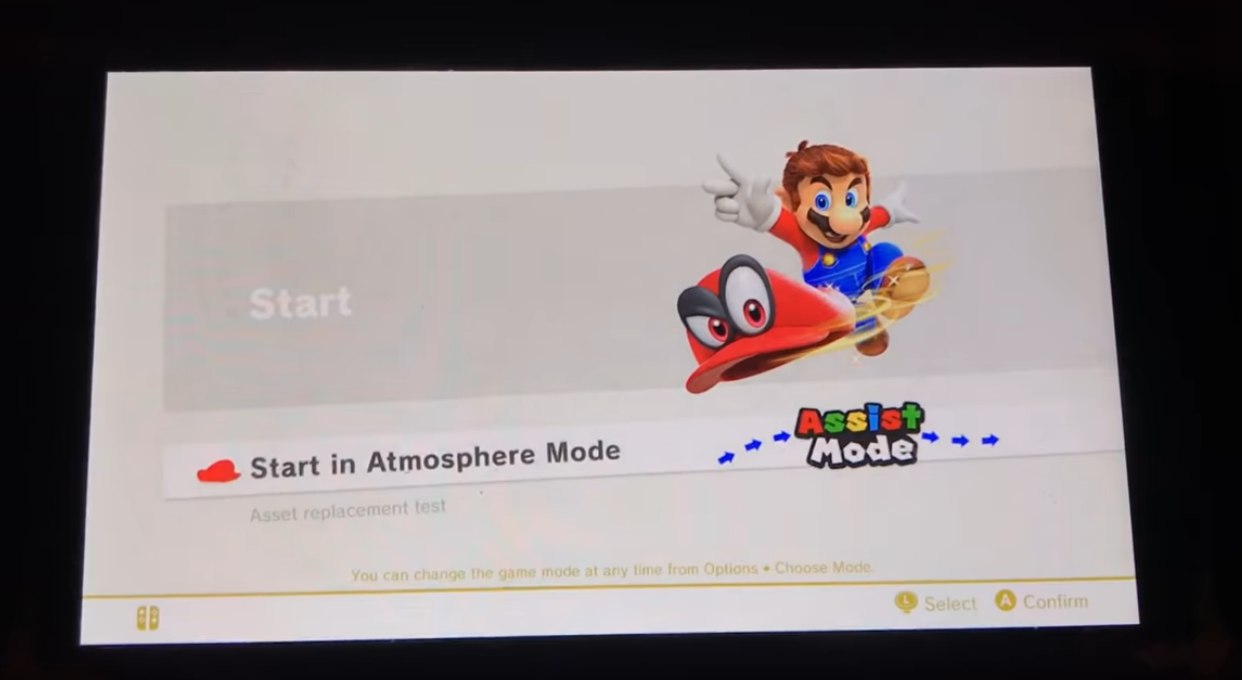 Start
Assist
Mode
Start in Atmosphere Mode
Asset replacement test
You can change the game mode at any time from Options • Choose Mode.
L Select A Confirm